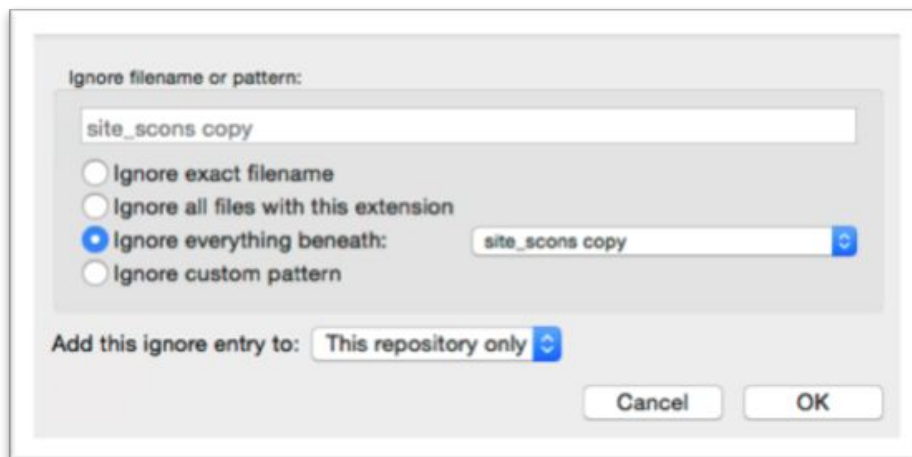 Ignore filename or pattern:
site_scons copy
Ignore exact filename
Ignore all files with this extension
Ignore everything beneath: site_scons copy
Ignore custom pattern
Add this ignore entry to: This repository only
Cancel OK